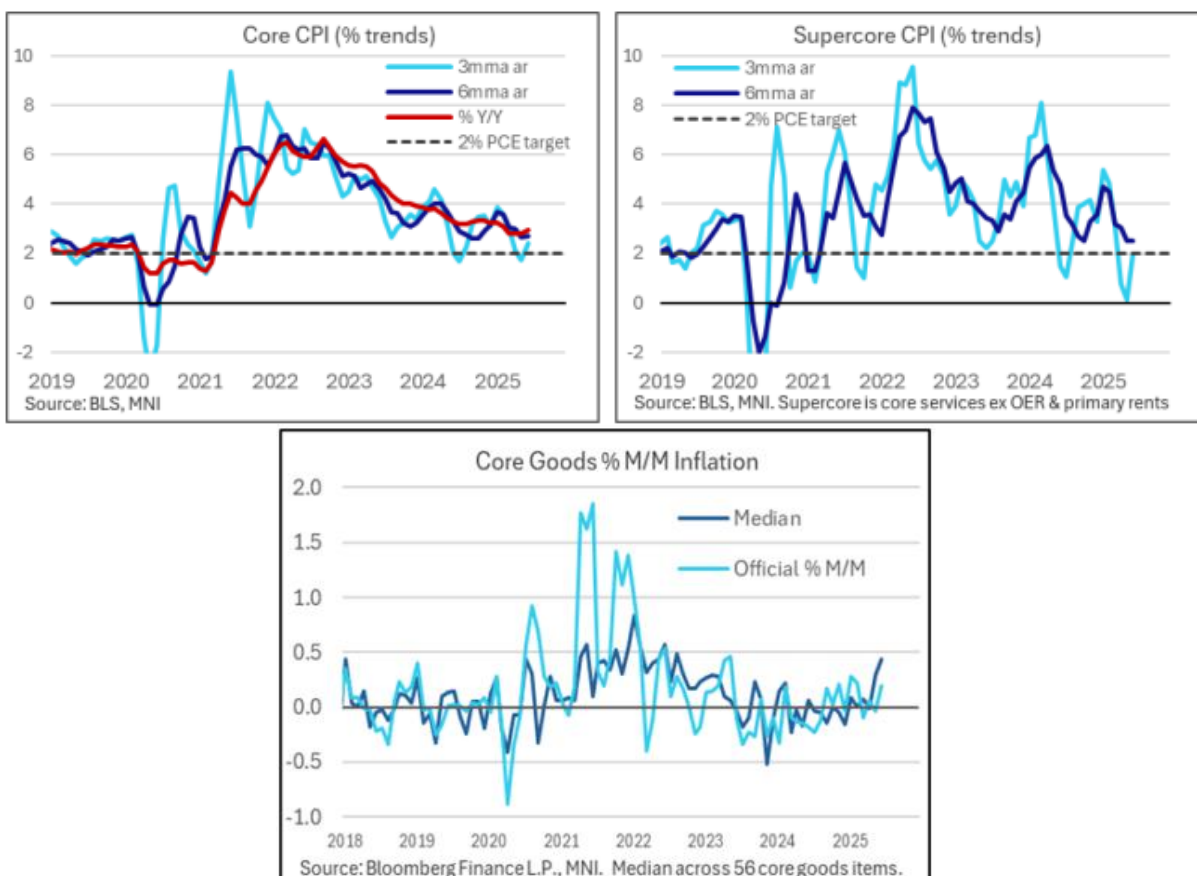 Core CPI (% trends)
10
8
6
4
2
0
-2
3mma ar
6mma ar
% Y/Y
2% PCE target
2019 2020 2021 2022 2023 2024 2025
Source: BLS, MNI
Supercore CPI (% trends)
10
8
6
4
2
0
-2
3mma ar
6mma ar
2% PCE target
2019 2020 2021 2022 2023 2024 2025
Source: BLS, MNI. Supercore is core services ex OER & primary rents
Core Goods % M/M Inflation
2.0
1.5
1.0
0.5
0.0
-0.5
-1.0
Median
Official % M/M
2018 2019 2020 2021 2022 2023 2024 2025
Source: Bloomberg Finance L.P., MNI. Median across 56 core goods items.